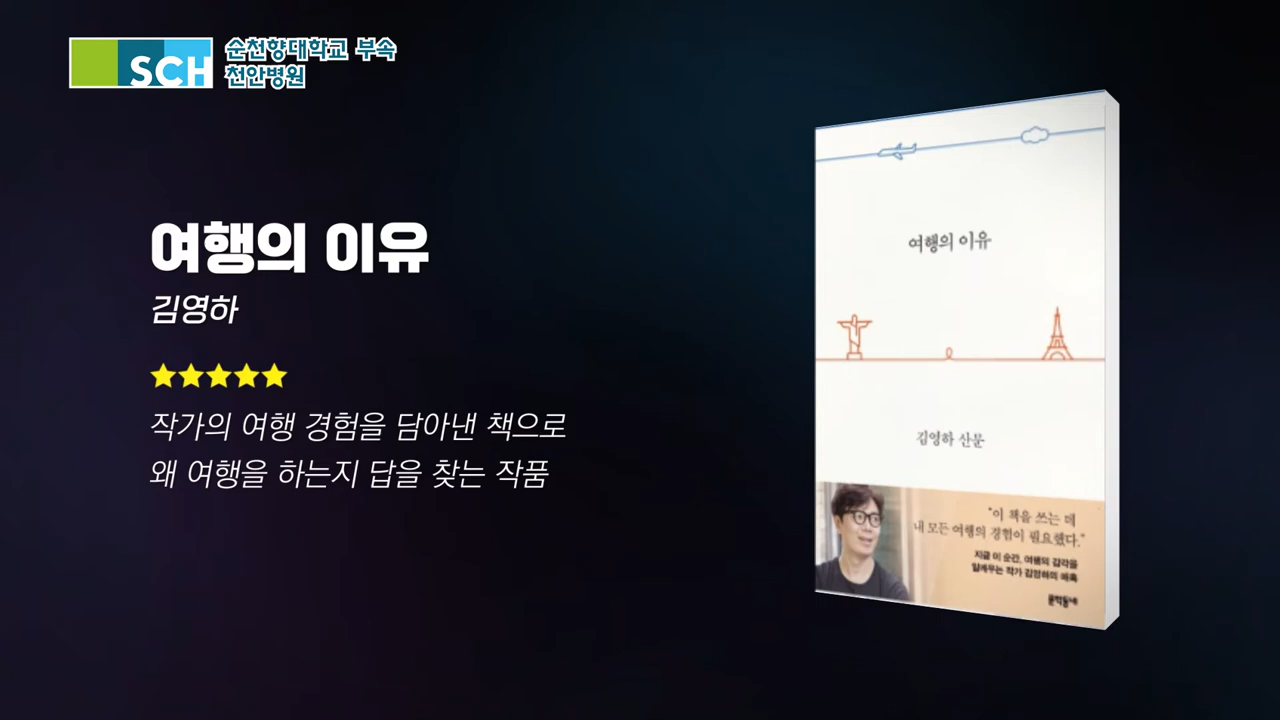 SCH
순천향대학교 부속
천안병원
여행의 이유
김영하
작가의 여행 경험을 담아낸 책으로
왜 여행을 하는지 답을 찾는 작품
여행의 이유
김영하 산문
"이 책을 쓰는 데
내 모든 여행의 경험이 필요했다."
지금 이 순간, 여행의 감각을
일깨우는 작가 김영하의 매혹
문학동네